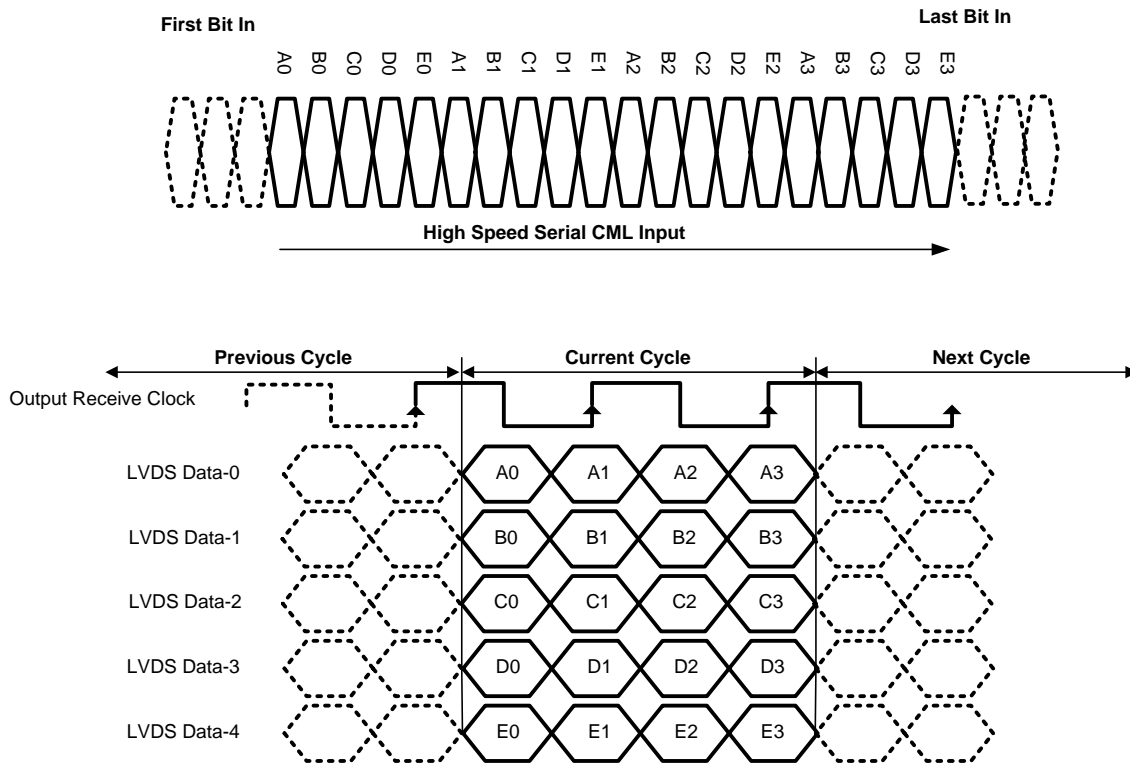 First Bit In
Last Bit In
A0 B0 C0 D0 E0 A1 B1 C1 D1 E1 A2 B2 C2 D2 E2 A3 B3 C3 D3 E3
High Speed Serial CML Input
Previous Cycle
Current Cycle
Next Cycle
Output Receive Clock
LVDS Data-0 A0 A1 A2 A3
LVDS Data-1 B0 B1 B2 B3
LVDS Data-2 C0 C1 C2 C3
LVDS Data-3 D0 D1 D2 D3
LVDS Data-4 E0 E1 E2 E3